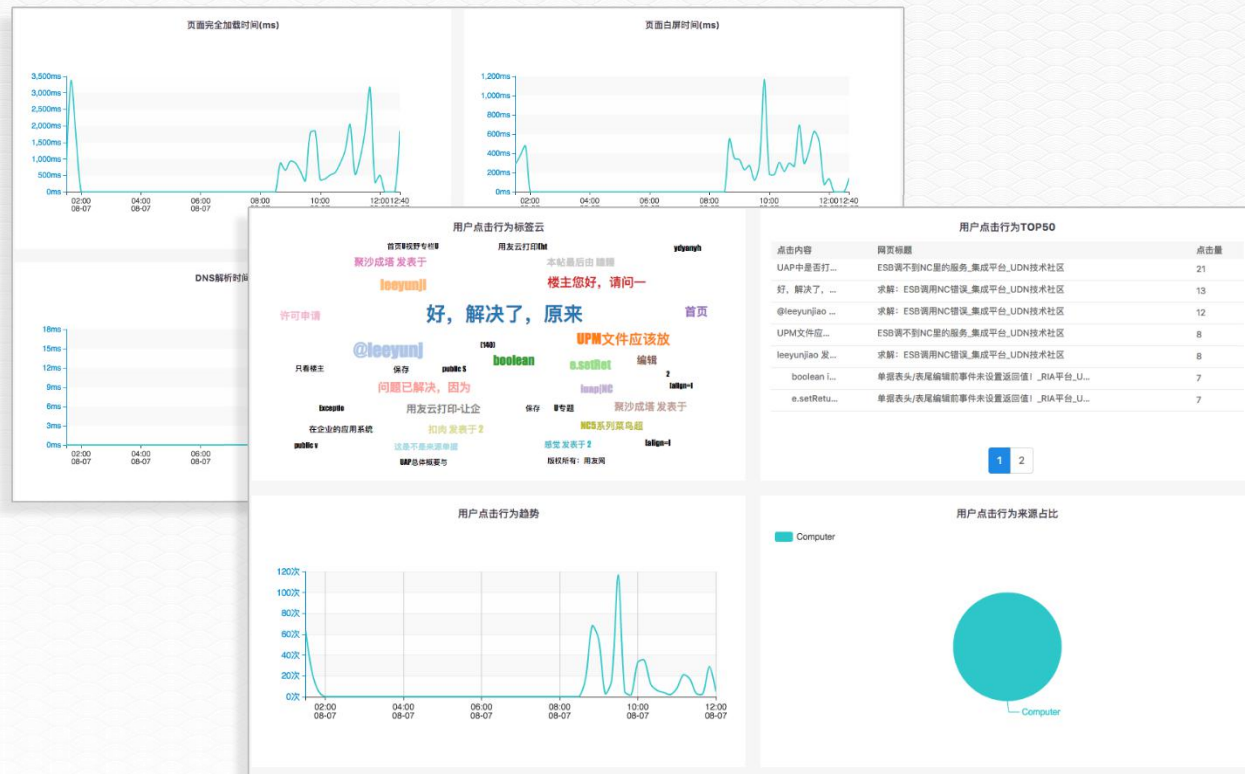 页面完全加载时间(ms)
3,500ms
3,000ms
2,500ms
2,000ms
1,500ms
1,000ms
500ms
0ms
02:00 04:00 06:00 08:00 10:00 12:00 12:40
08-07 08-07 08-07
页面白屏时间(ms)
1,200ms
1,000ms
800ms
600ms
400ms
200ms
0ms
02:00 04:00 06:00 08:00 10:00 12:00 12:40
DNS解析时间
18ms
15ms
12ms
9ms
6ms
3ms
0ms
02:00 04:00 06:00
08-07 08-07 08-07
用户点击行为标签云
首页U视野专栏U 用友云打印Iht ydynnyh
聚沙成塔 发表于 本帖最后由
leeyunji 楼主您好，请问一
许可申请 好，解决了，原来 首页
UPM文件应该放
@leeyunj (140) boolean e.setRet 编辑
只看楼主 保存 public S 2
问题已解决，因为 [align=l
Exceptio 用友云打印-让企 保存 U专题 聚沙成塔 发表于
在企业的应用系统 扣肉 发表于 2 NC5系列菜鸟超
public v 感觉 发表于 2 [align=l
UAP总体概要与 版权所有：用友网
用户点击行为TOP50
点击内容 网页标题 点击量
UAP中是否打... ESB调不到NC里的服务_集成平台_UDN技术社区 21
好，解决了，... 求解：ESB调用NC错误_集成平台_UDN技术社区 13
@leeyunjiao ... 求解：ESB调用NC错误_集成平台_UDN技术社区 12
UPM文件应... ESB调不到NC里的服务_集成平台_UDN技术社区 8
leeyunjiao 发... 求解：ESB调用NC错误_集成平台_UDN技术社区 8
boolean i... 单据表头/表尾编辑前事件未设置返回值！_RIA平台_U... 7
e.setRetu... 单据表头/表尾编辑前事件未设置返回值！_RIA平台_U... 7
1 2
用户点击行为趋势
120次
100次
80次
60次
40次
20次
0次
02:00 04:00 06:00 08:00 10:00 12:00
08-07 08-07 08-07 08-07 08-07 08-07
用户点击行为来源占比
Computer
Computer